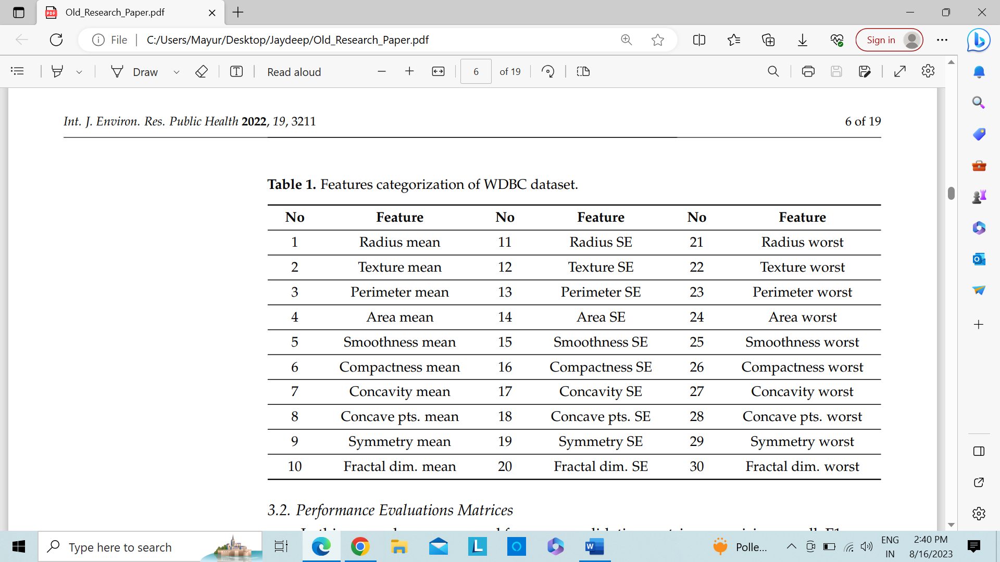 Old_Research_Paper.pdf
File
C:/Users/Mayur/Desktop/Jaydeep/Old_Research_Paper.pdf
Sign in
Draw
Read aloud
6 of 19
Int. J. Environ. Res. Public Health 2022, 19, 3211 6 of 19
Table 1. Features categorization of WDBC dataset.
No Feature No Feature No Feature
1 Radius mean 11 Radius SE 21 Radius worst
2 Texture mean 12 Texture SE 22 Texture worst
3 Perimeter mean 13 Perimeter SE 23 Perimeter worst
4 Area mean 14 Area SE 24 Area worst
5 Smoothness mean 15 Smoothness SE 25 Smoothness worst
6 Compactness mean 16 Compactness SE 26 Compactness worst
7 Concavity mean 17 Concavity SE 27 Concavity worst
8 Concave pts. mean 18 Concave pts. SE 28 Concave pts. worst
9 Symmetry mean 19 Symmetry SE 29 Symmetry worst
10 Fractal dim. mean 20 Fractal dim. SE 30 Fractal dim. worst
3.2. Performance Evaluations Matrices
Type here to search
Polle...
ENG
IN
2:40 PM
8/16/2023